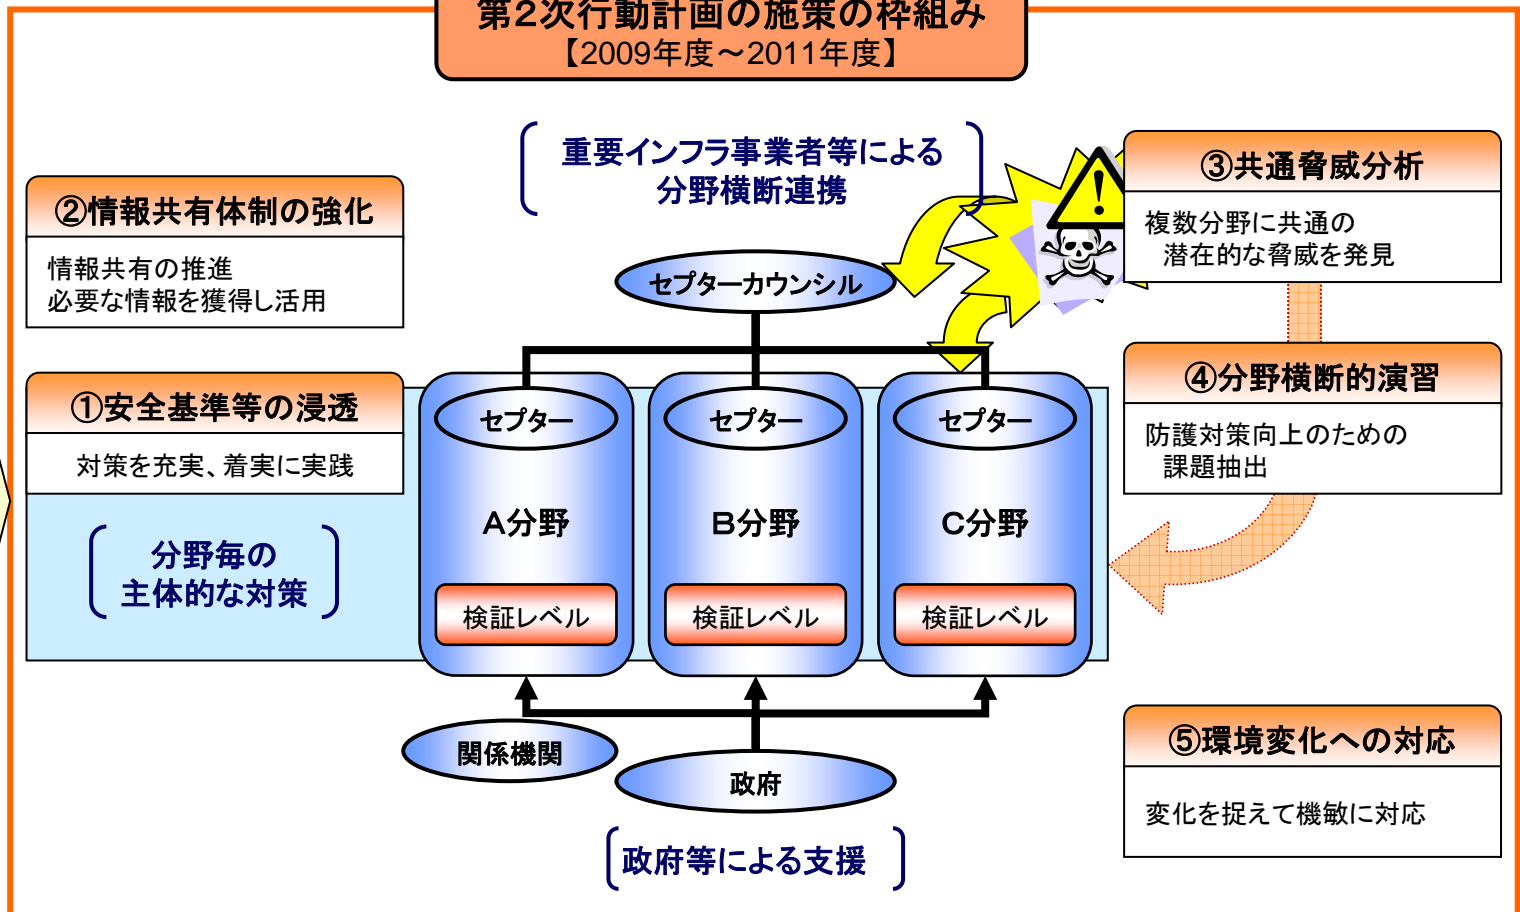 第2次行動計画の施策の枠組み
【2009年度～2011年度】
重要インフラ事業者等による
分野横断連携
②情報共有体制の強化
情報共有の推進
必要な情報を獲得し活用
③共通脅威分析
複数分野に共通の
潜在的な脅威を発見
セプターカウンシル
①安全基準等の浸透
対策を充実、着実に実践
④分野横断的演習
防護対策向上のための
課題抽出
セプター
セプター
セプター
A分野
B分野
C分野
分野毎の
主体的な対策
検証レベル
検証レベル
検証レベル
関係機関
政府
政府等による支援
⑤環境変化への対応
変化を捉えて機敏に対応